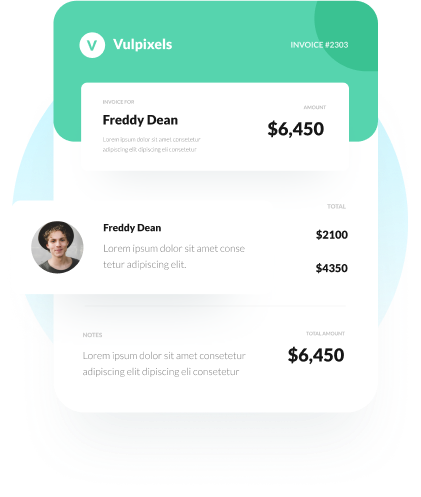 V Vulpixels
INVOICE #2303
INVOICE FOR
AMOUNT
Freddy Dean
$6,450
Lorem ipsum dolor sit amet consetetur
adipiscing elit dipiscing eli consetetur
TOTAL
Freddy Dean
$2100
Lorem ipsum dolor sit amet conse
tetur adipiscing elit.
$4350
NOTES
TOTAL AMOUNT
Lorem ipsum dolor sit amet consetetur
$6,450
adipiscing elit dipiscing eli consetetur